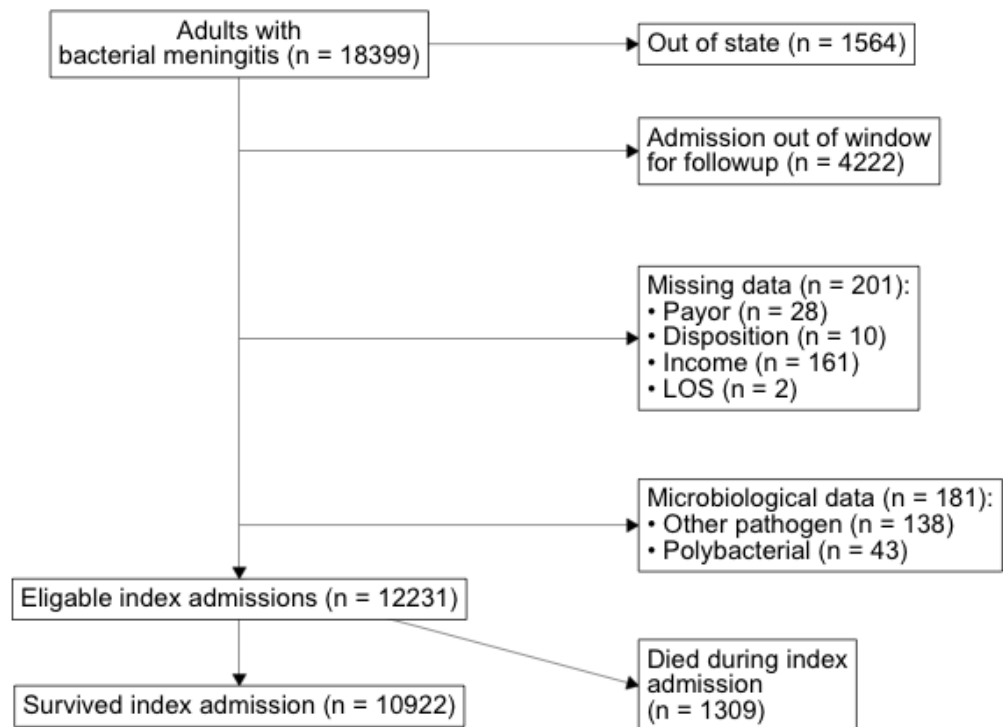 Adults with
bacterial meningitis (n = 18399)
Out of state (n = 1564)
Admission out of window
for followup (n = 4222)
Missing data (n = 201):
• Payor (n = 28)
• Disposition (n = 10)
• Income (n = 161)
• LOS (n = 2)
Microbiological data (n = 181):
• Other pathogen (n = 138)
• Polybacterial (n = 43)
Eligable index admissions (n = 12231)
Died during index
admission
(n = 1309)
Survived index admission (n = 10922)